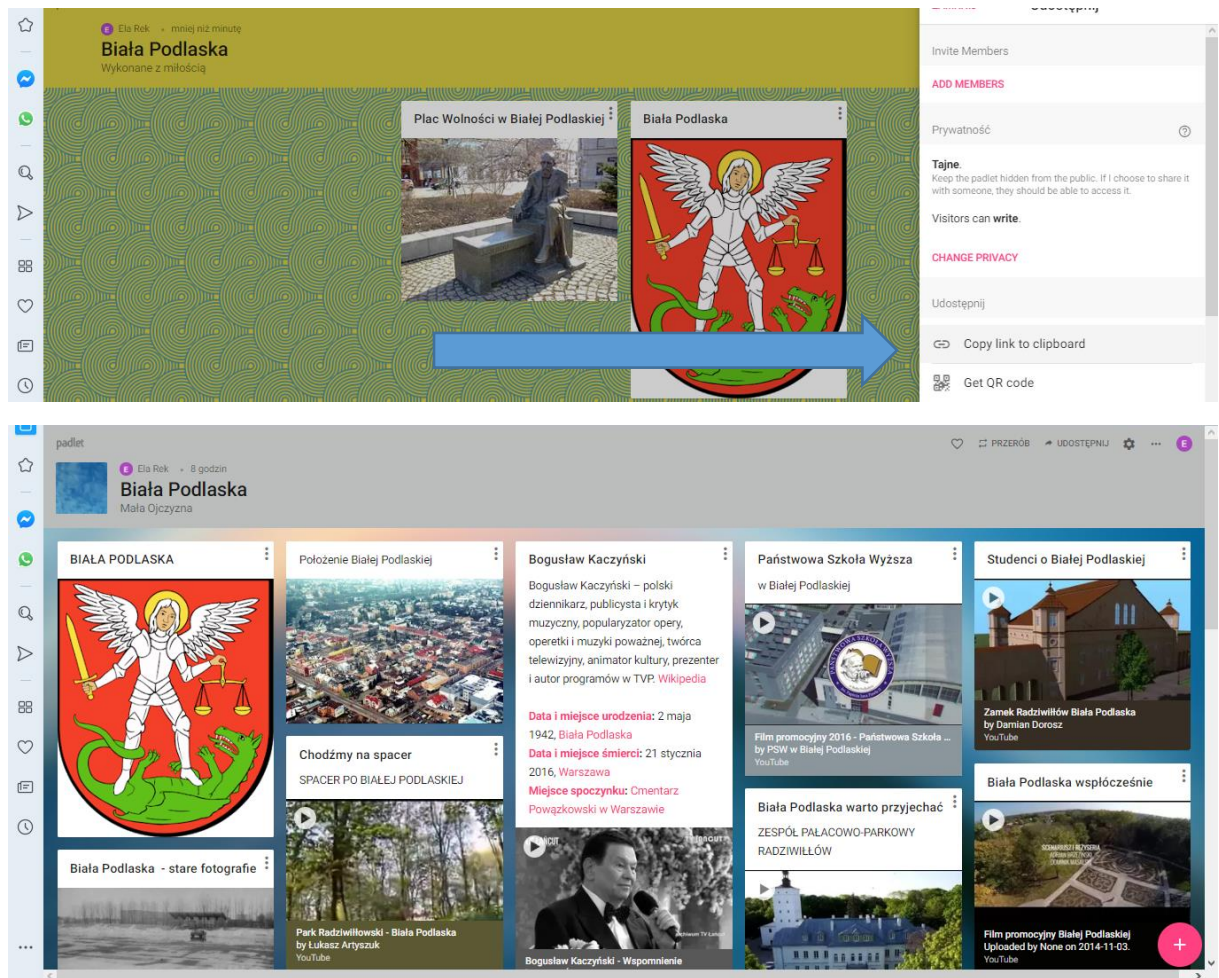 Ela Rek • mniej niż minutę
Biała Podlaska
Wykonane z miłością
Plac Wolności w Białej Podlaskiej
Biała Podlaska
Udostępnij
Invite Members
ADD MEMBERS
Prywatność
Tajne.
Keep the padlet hidden from the public. If I choose to share it
with someone, they should be able to access it.
Visitors can write.
CHANGE PRIVACY
Udostępnij
Copy link to clipboard
Get QR code
padlet
PRZERÓB
UDOSTĘPNIJ
E
E Ela Rek • 8 godzin
Biała Podlaska
Mała Ojczyzna
BIAŁA PODLASKA
Biała Podlaska - stare fotografie
Położenie Białej Podlaskiej
Chodźmy na spacer
SPACER PO BIAŁEJ PODLASKIEJ
Park Radziwiłłowski - Biała Podlaska
by Łukasz Artyszuk
YouTube
Bogusław Kaczyński
Bogusław Kaczyński – polski
dziennikarz, publicysta i krytyk
muzyczny, popularyzator opery,
operetki i muzyki poważnej, twórca
telewizyjny, animator kultury, prezenter
i autor programów w TVP. Wikipedia
Data i miejsce urodzenia: 2 maja
1942, Biała Podlaska
Data i miejsce śmierci: 21 stycznia
2016, Warszawa
Miejsce spoczynku: Cmentarz
Powązkowski w Warszawie
Bogusław Kaczyński - Wspomnienie
Państwowa Szkoła Wyższa
w Białej Podlaskiej
PAŃSTWOWA SZKOŁA WYŻSZA
Film promocyjny 2016 - Państwowa Szkoła ...
by PSW w Białej Podlaskiej
YouTube
Biała Podlaska warto przyjechać
ZESPÓŁ PAŁACOWO-PARKOWY
RADZIWIŁŁÓW
Studenci o Białej Podlaskiej
Zamek Radziwiłłów Biała Podlaska
by Damian Dorosz
YouTube
Biała Podlaska wspłócześnie
Film promocyjny Białej Podlaskiej
Uploaded by None on 2014-11-03.
YouTube